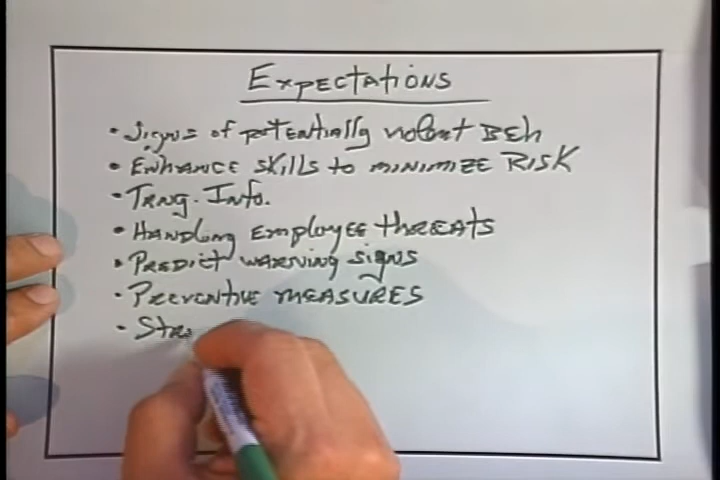 Expectations
• Signs of potentially violent Beh
• Enhance skills to minimize Risk
• Trng. Info.
• Handling Employee threats
• Predict warning signs
• Preventive measures